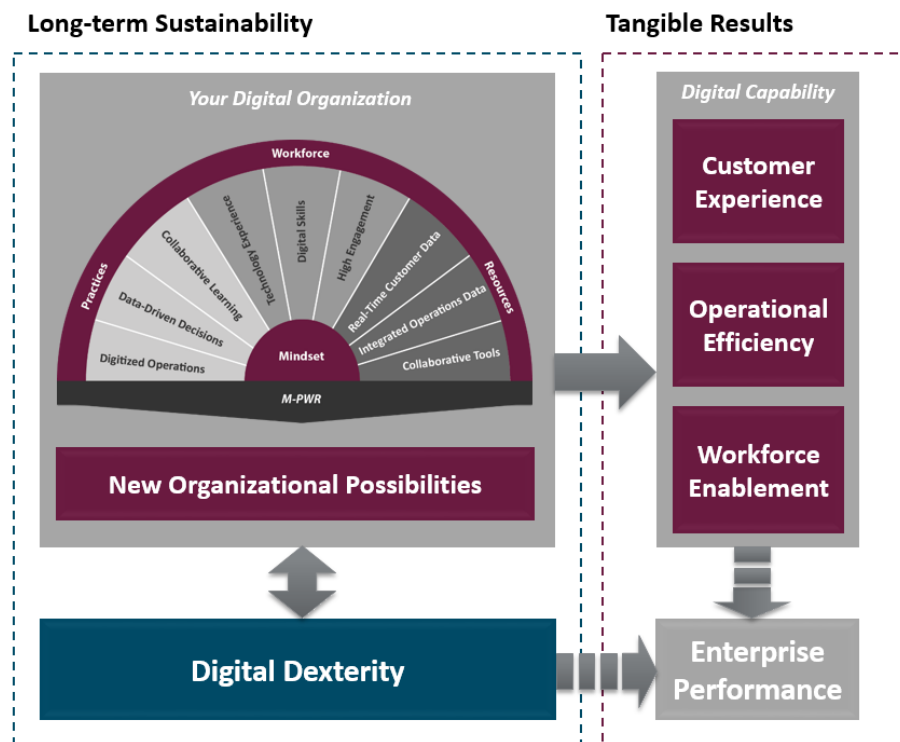 Long-term Sustainability
Tangible Results
Your Digital Organization
Workforce
Practices
Resources
Digitized Operations
Data-Driven Decisions
Collaborative Learning
Technology Experience
Digital Skills
High Engagement
Real-Time Customer Data
Integrated Operations Data
Collaborative Tools
Mindset
M-PWR
New Organizational Possibilities
Digital Dexterity
Digital Capability
Customer
Experience
Operational
Efficiency
Workforce
Enablement
Enterprise
Performance